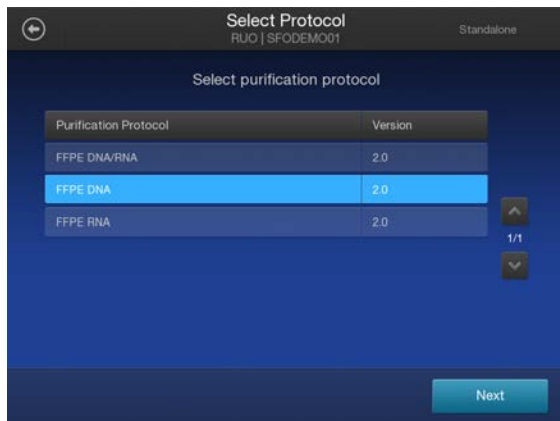 Select Protocol
RUO | SFODEMO01
Standalone
Select purification protocol
Purification Protocol Version
FFPE DNA/RNA 2.0
FFPE DNA 2.0
FFPE RNA 2.0
1/1
Next